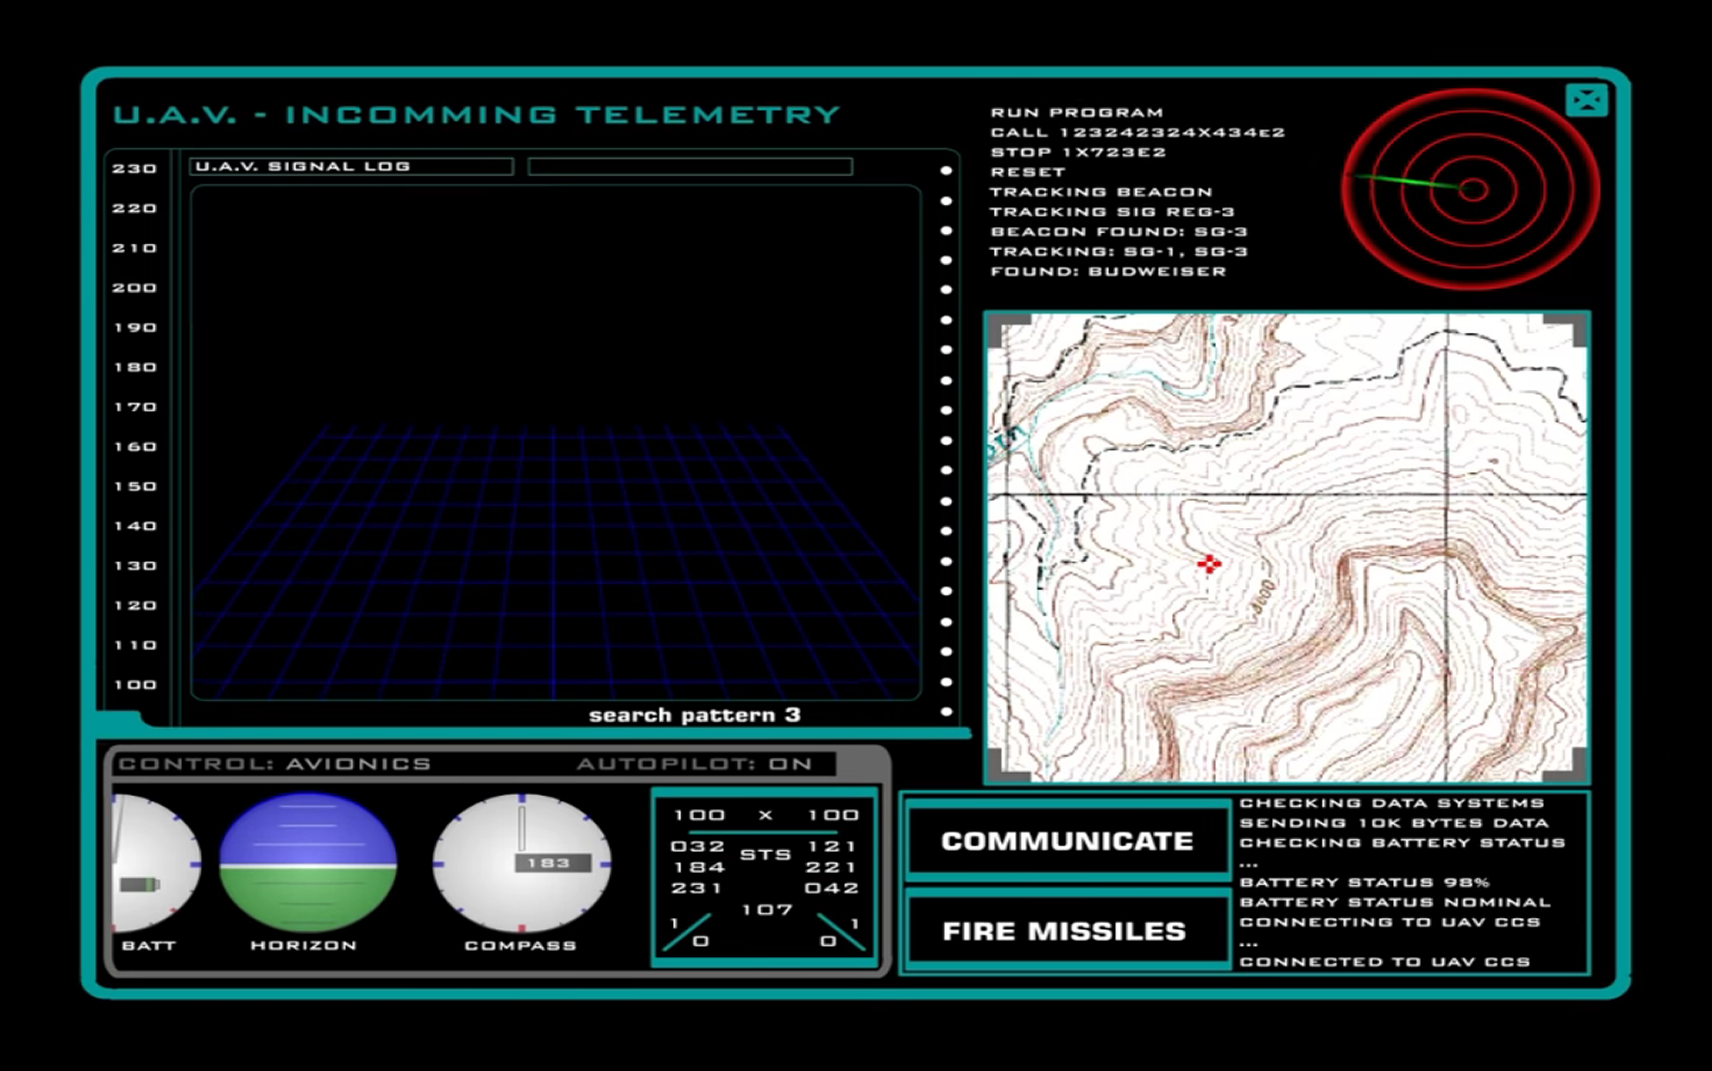 U.A.V. - INCOMMING TELEMETRY
U.A.V. SIGNAL LOG
230
220
210
200
190
180
170
160
150
140
130
120
110
100
search pattern 3
RUN PROGRAM
CALL 123242324X434E2
STOP 1X723E2
RESET
TRACKING BEACON
TRACKING SIG REG-3
BEACON FOUND: SG-3
TRACKING: SG-1, SG-3
FOUND: BUDWEISER
CONTROL: AVIONICS
AUTOPILOT: ON
BATT
HORIZON
183
COMPASS
100 X 100
032 STS 121
184 221
231 042
107
1 1
0 0
COMMUNICATE
FIRE MISSILES
CHECKING DATA SYSTEMS
SENDING 10K BYTES DATA
CHECKING BATTERY STATUS
...
BATTERY STATUS 98%
BATTERY STATUS NOMINAL
CONNECTING TO UAV CCS
...
CONNECTED TO UAV CCS